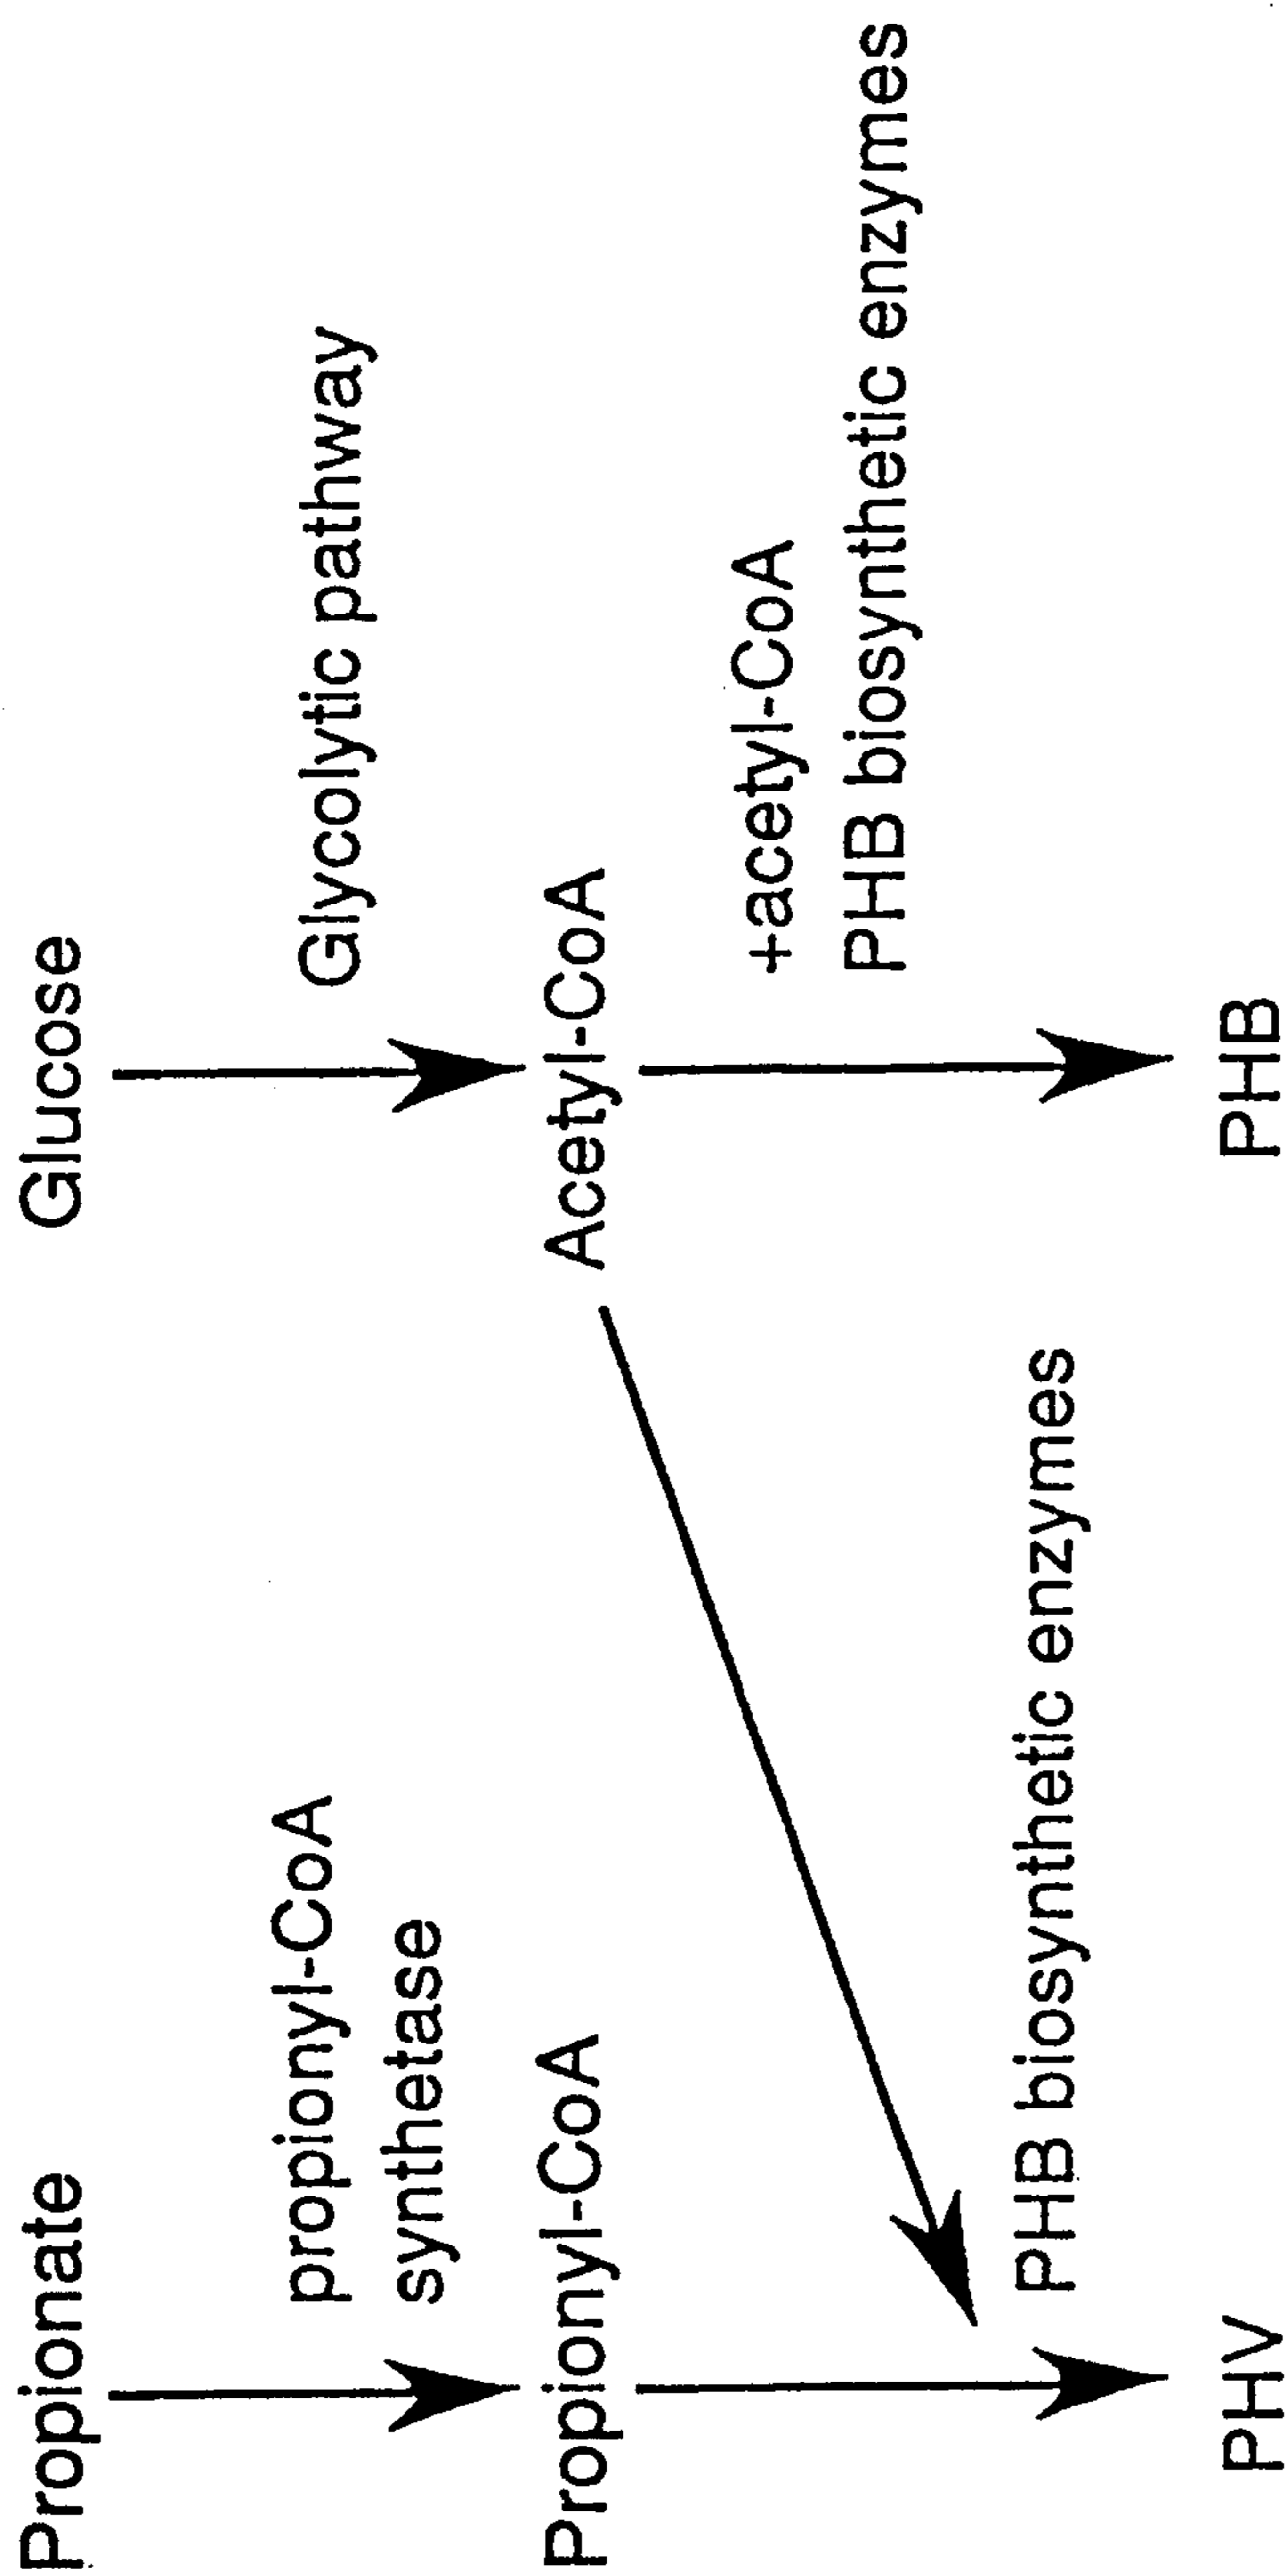 Propionate
Glucose
propionyl-CoA
synthetase
Glycolytic pathway
Propionyl-CoA
Acetyl-CoA
+acetyl-CoA
PHB biosynthetic enzymes
PHB biosynthetic enzymes
PHV
PHB